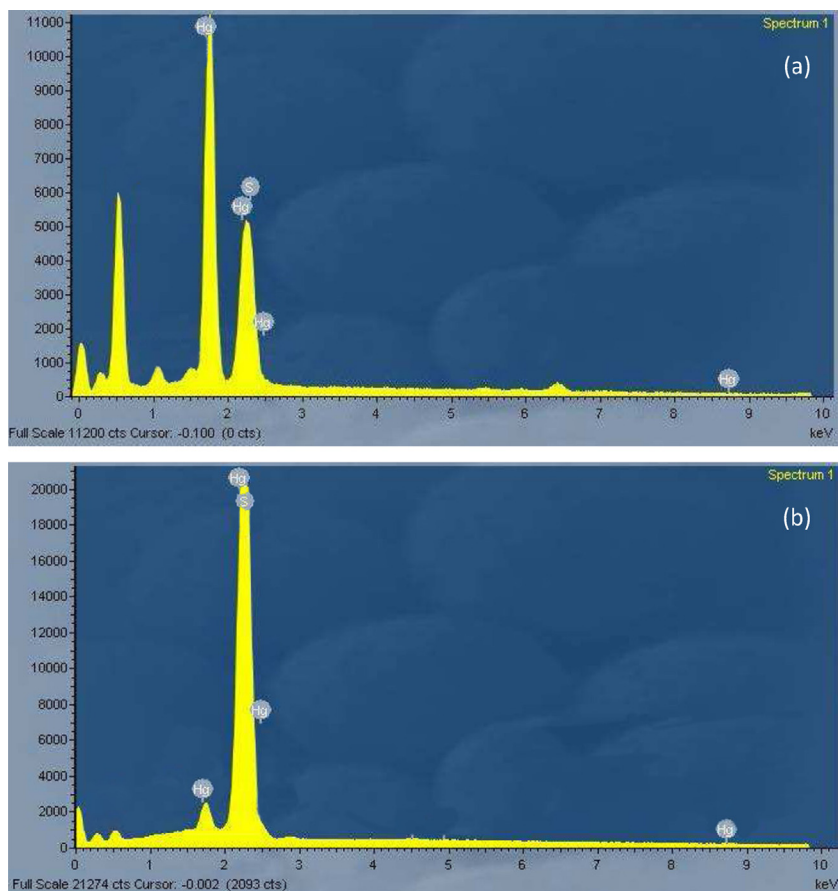 Spectrum 1
(a)
11000
10000
9000
8000
7000
6000
5000
4000
3000
2000
1000
0
Hg
S
Hg
Hg
Hg
0 1 2 3 4 5 6 7 8 9 10
Full Scale 11200 cts Cursor: -0.100 (0 cts) keV
Spectrum 1
(b)
20000
18000
16000
14000
12000
10000
8000
6000
4000
2000
0
Hg
S
Hg
Hg
Hg
0 1 2 3 4 5 6 7 8 9 10
Full Scale 21274 cts Cursor: -0.002 (2093 cts) keV